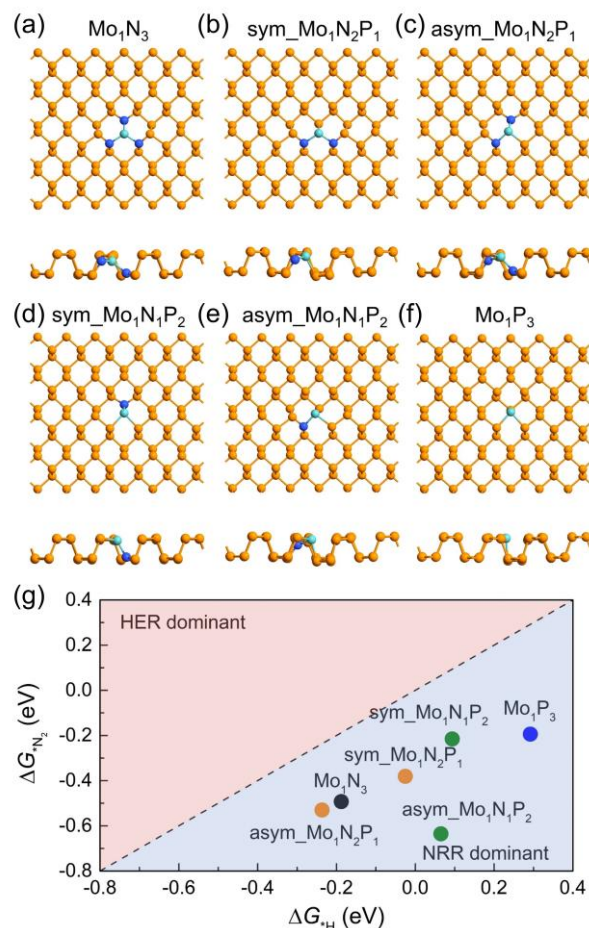 (a) Mo₁N₃
(b) sym_Mo₁N₂P₁
(c) asym_Mo₁N₂P₁
(d) sym_Mo₁N₁P₂
(e) asym_Mo₁N₁P₂
(f) Mo₁P₃
(g)
HER dominant
sym_Mo₁N₁P₂
Mo₁P₃
sym_Mo₁N₂P₁
Mo₁N₃
asym_Mo₁N₁P₂
asym_Mo₁N₂P₁
NRR dominant
0.4
0.2
0.0
-0.2
-0.4
-0.6
-0.8
ΔG*N₂ (eV)
-0.8 -0.6 -0.4 -0.2 0.0 0.2 0.4
ΔG*H (eV)